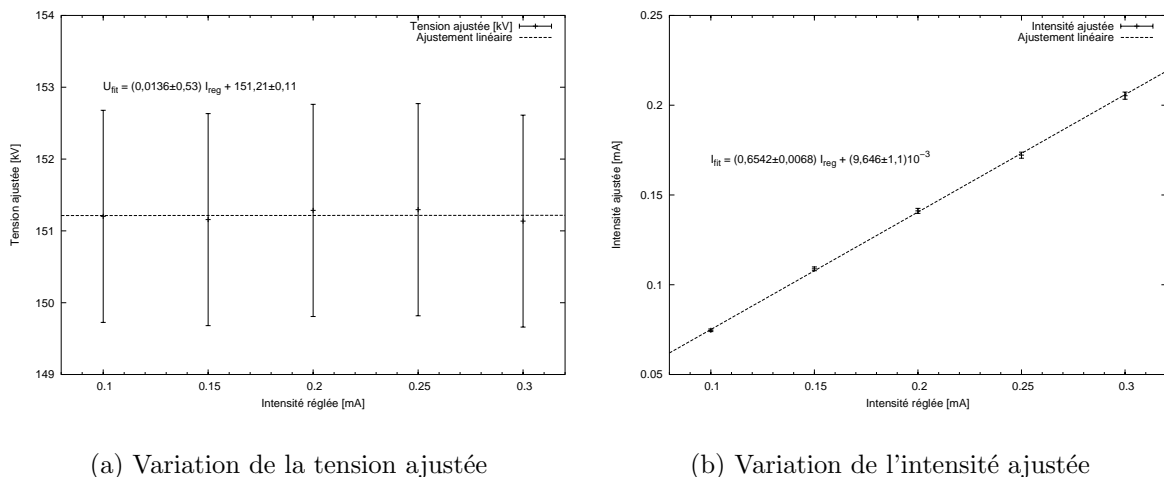 154
153
152
151
150
149
0.1
0.15
0.2
0.25
0.3
Tension ajustée [kV]
Intensité réglée [mA]
Tension ajustée [kV]
Ajustement linéaire
U_fit = (0,0136±0,53) I_reg + 151,21±0,11
(a) Variation de la tension ajustée
0.25
0.2
0.15
0.1
0.05
0.1
0.15
0.2
0.25
0.3
Intensité ajustée [mA]
Intensité réglée [mA]
Intensité ajustée
Ajustement linéaire
I_fit = (0,6542±0,0068) I_reg + (9,646±1,1)10^−3
(b) Variation de l'intensité ajustée